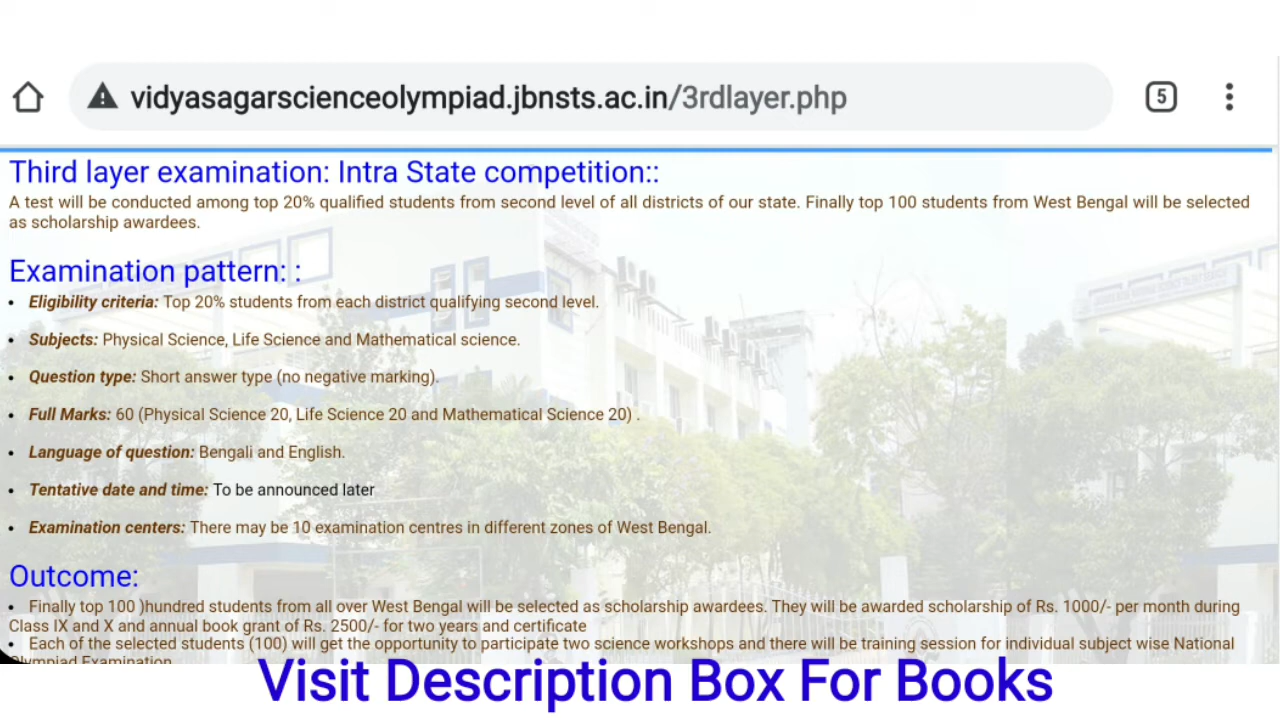 vidyasagarscienceolympiad.jbnsts.ac.in/3rdlayer.php
5
Third layer examination: Intra State competition::
A test will be conducted among top 20% qualified students from second level of all districts of our state. Finally top 100 students from West Bengal will be selected
as scholarship awardees.
Examination pattern: :
• Eligibility criteria: Top 20% students from each district qualifying second level.
• Subjects: Physical Science, Life Science and Mathematical science.
• Question type: Short answer type (no negative marking).
• Full Marks: 60 (Physical Science 20, Life Science 20 and Mathematical Science 20) .
• Language of question: Bengali and English.
• Tentative date and time: To be announced later
• Examination centers: There may be 10 examination centres in different zones of West Bengal.
Outcome:
• Finally top 100 )hundred students from all over West Bengal will be selected as scholarship awardees. They will be awarded scholarship of Rs. 1000/- per month during
Class IX and X and annual book grant of Rs. 2500/- for two years and certificate
• Each of the selected students (100) will get the opportunity to participate two science workshops and there will be training session for individual subject wise National
Olympiad Examination
Visit Description Box For Books